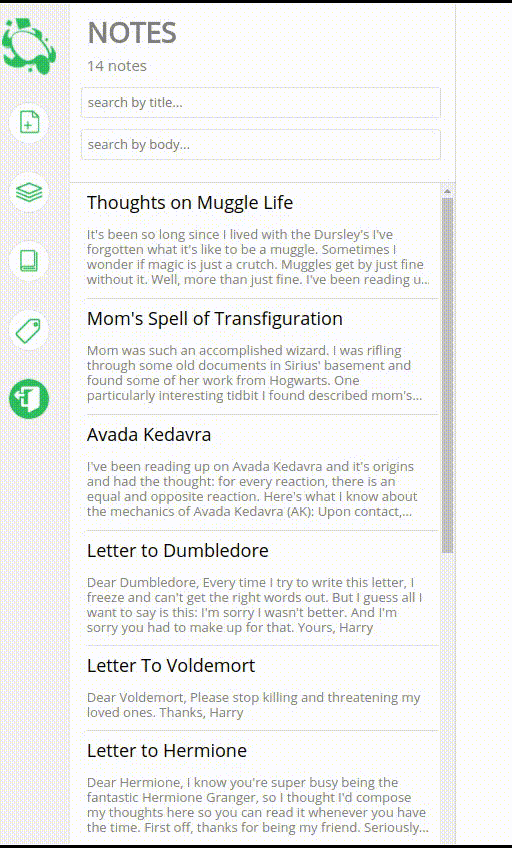 NOTES
14 notes
search by title...
search by body...
Thoughts on Muggle Life
It's been so long since I lived with the Dursley's I've
forgotten what it's like to be a muggle. Sometimes I
wonder if magic is just a crutch. Muggles get by just fine
without it. Well, more than just fine. I've been reading u...
Mom's Spell of Transfiguration
Mom was such an accomplished wizard. I was rifling
through some old documents in Sirius' basement and
found some of her work from Hogwarts. One
particularly interesting tidbit I found described mom's...
Avada Kedavra
I've been reading up on Avada Kedavra and it's origins
and had the thought: for every reaction, there is an
equal and opposite reaction. Here's what I know about
the mechanics of Avada Kedavra (AK): Upon contact,...
Letter to Dumbledore
Dear Dumbledore, Every time I try to write this letter, I
freeze and can't get the right words out. But I guess all I
want to say is this: I'm sorry I wasn't better. And I'm
sorry you had to make up for that. Yours, Harry
Letter To Voldemort
Dear Voldemort, Please stop killing and threatening my
loved ones. Thanks, Harry
Letter to Hermione
Dear Hermione, I know you're super busy being the
fantastic Hermione Granger, so I thought I'd compose
my thoughts here so you can read it whenever you have
the time. First off, thanks for being my friend. Seriously...